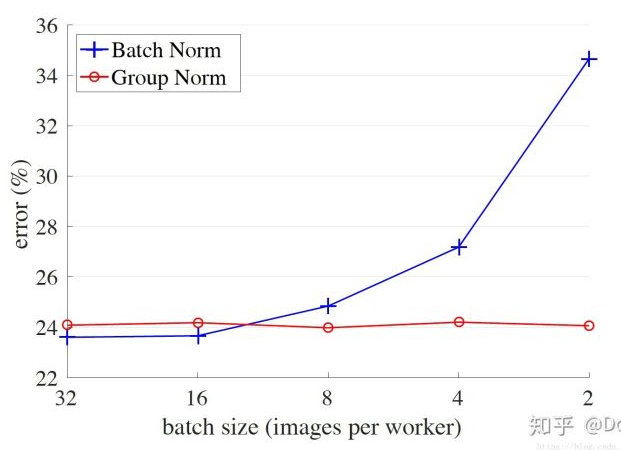 36
34
32
30
28
26
24
22
error (%)
Batch Norm
Group Norm
32 16 8 4 2
batch size (images per worker)
知乎 @Do